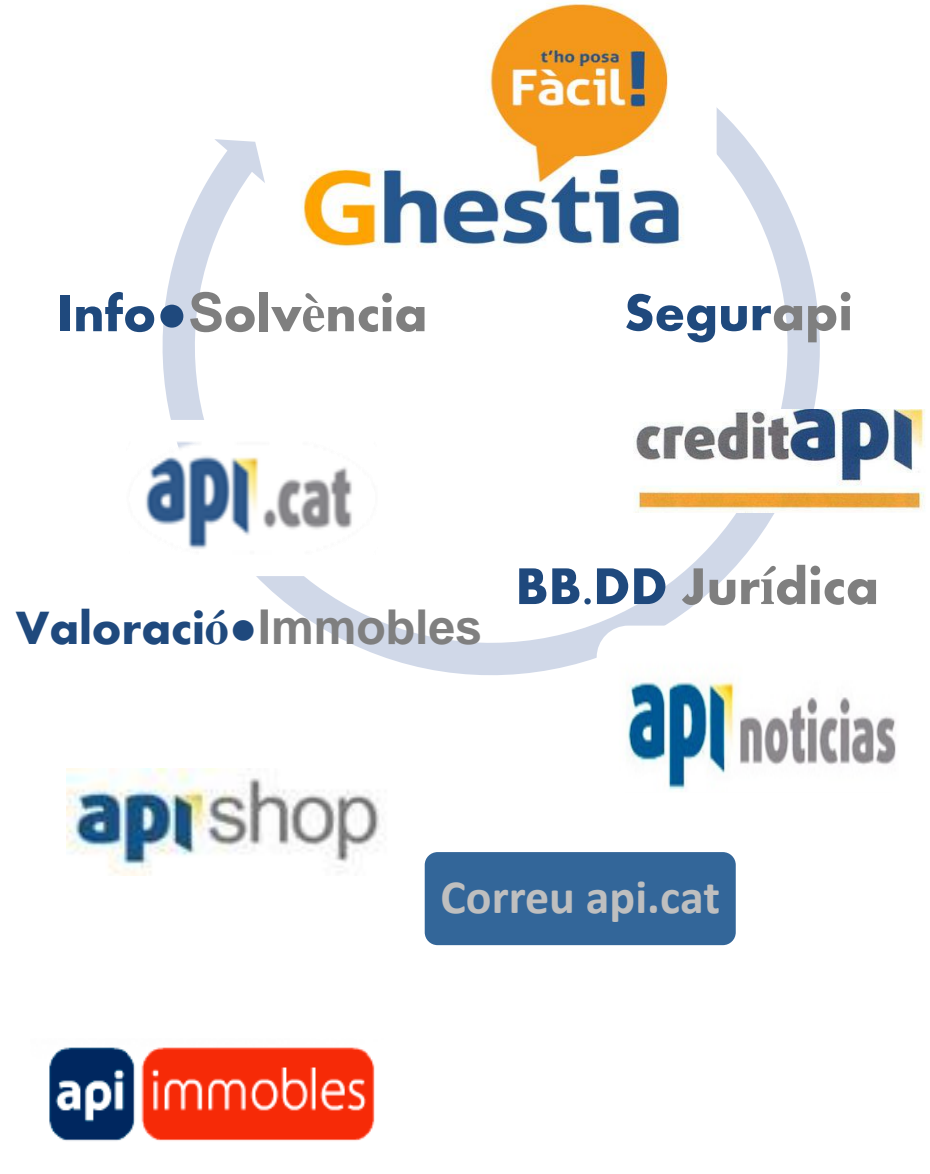 t'ho posa
Fàcil!
Ghestia
Info●Solvència
Segurapi
creditapi
api.cat
BB.DD Jurídica
Valoració●Immobles
api noticias
api shop
Correu api.cat
api immobles